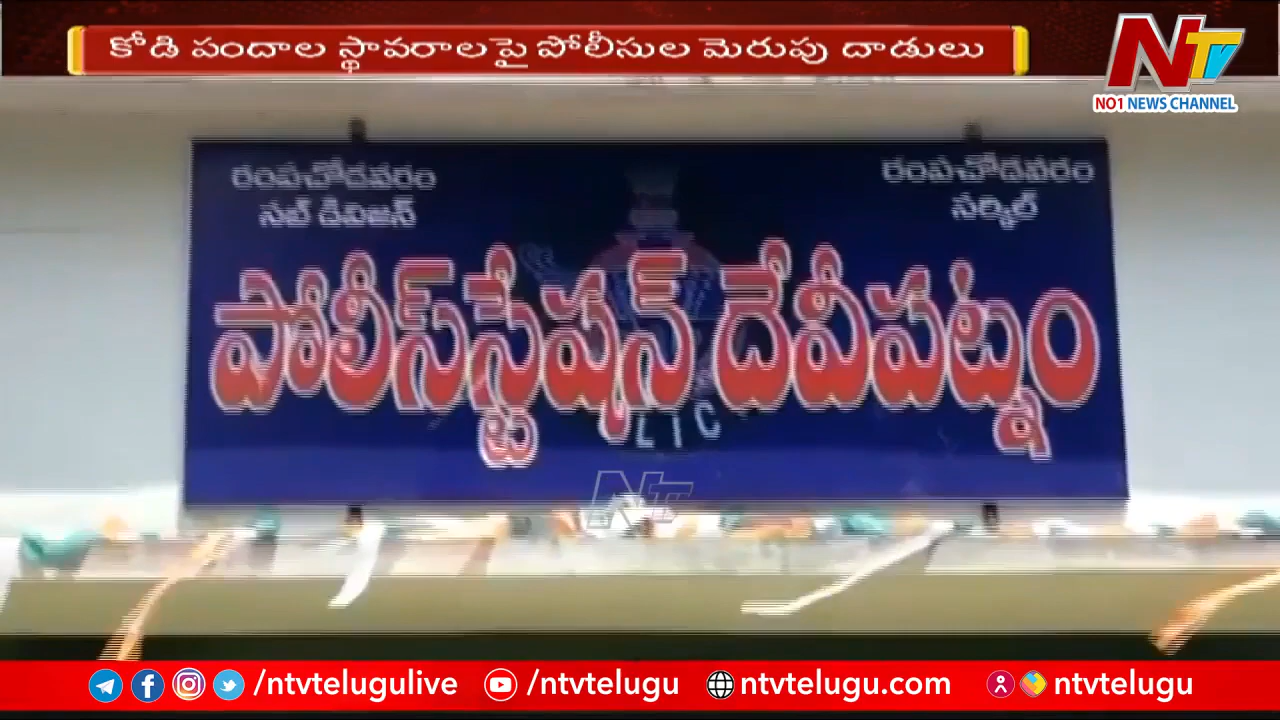 కోడి పందాల స్థావరాలపై పోలీసుల మెరుపు దాడులు
NTV
NO1 NEWS CHANNEL
రంపచోడవరం
సబ్ డివిజన్
రంపచోడవరం
సర్కిల్
పోలీస్‌స్టేషన్ దేవీపట్నం
NTV
/ntvtelugulive
/ntvtelugu
ntvtelugu.com
ntvtelugu